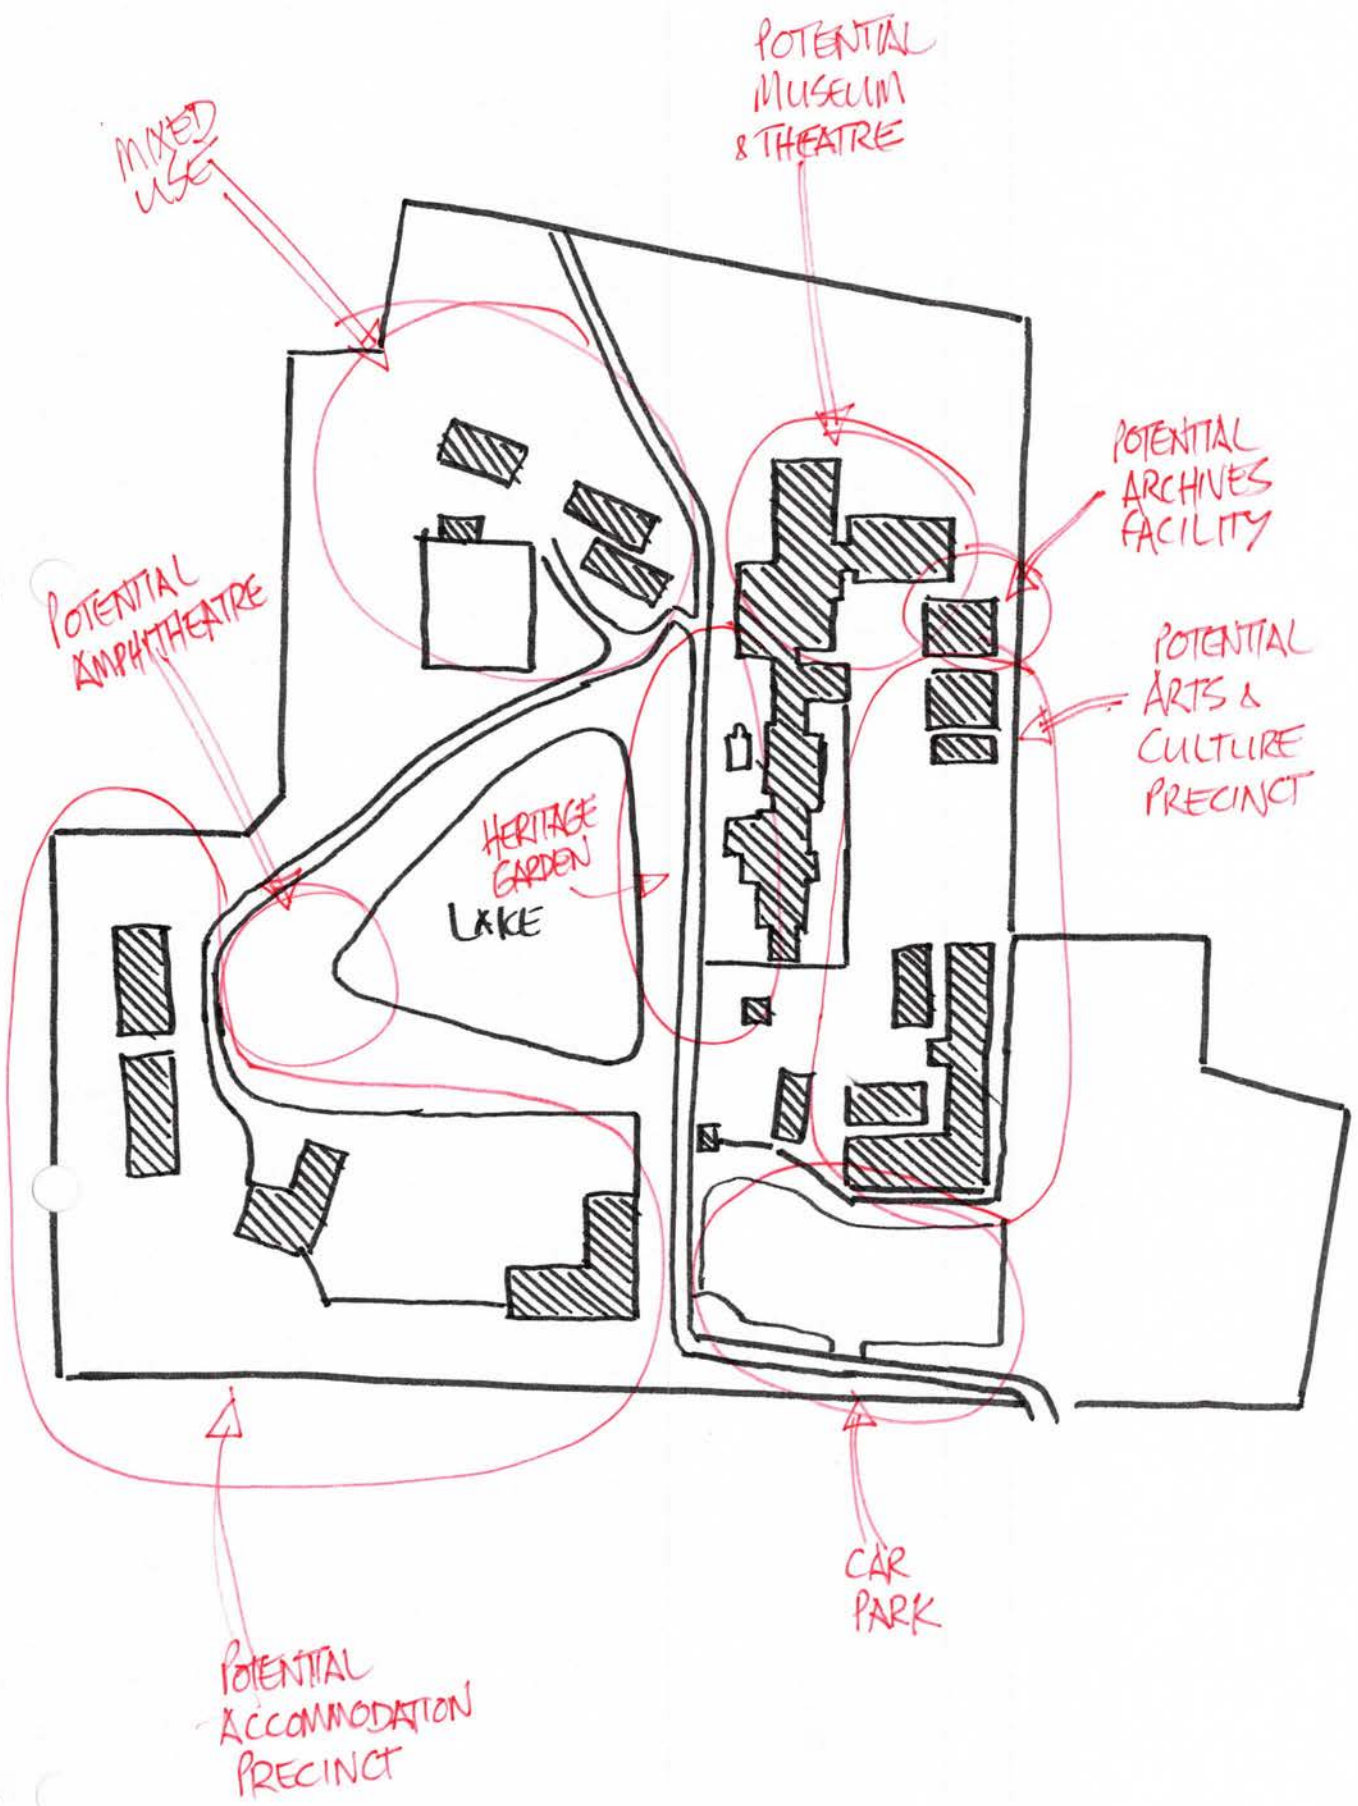 POTENTIAL
MUSEUM
& THEATRE
MIXED
USE
POTENTIAL
ARCHIVES
FACILITY
POTENTIAL
AMPHYTHEATRE
POTENTIAL
ARTS &
CULTURE
PRECINCT
HERITAGE
GARDEN
LAKE
CAR
PARK
POTENTIAL
ACCOMMODATION
PRECINCT